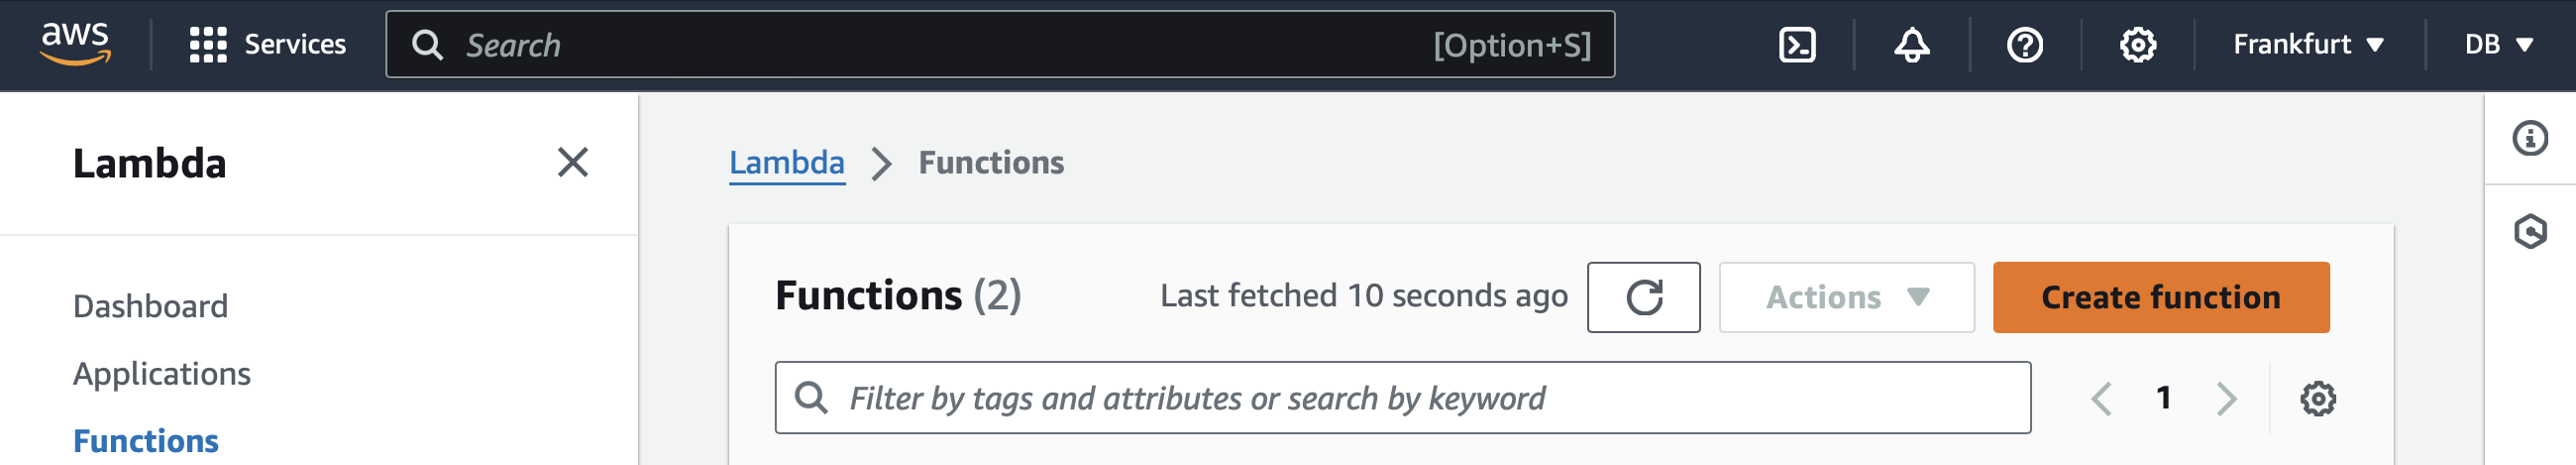 aws Services Search [Option+S] Frankfurt DB
Lambda
Dashboard
Applications
Functions
Lambda Functions
Functions (2) Last fetched 10 seconds ago Actions Create function
Filter by tags and attributes or search by keyword 1